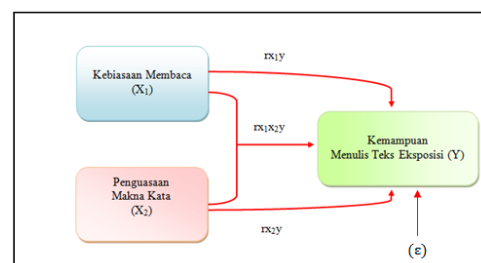 rx₁y
Kebiasaan Membaca
(X₁)
rx₁x₂y
Kemampuan
Menulis Teks Eksposisi (Y)
Penguasaan
Makna Kata
(X₂)
rx₂y
(ε)